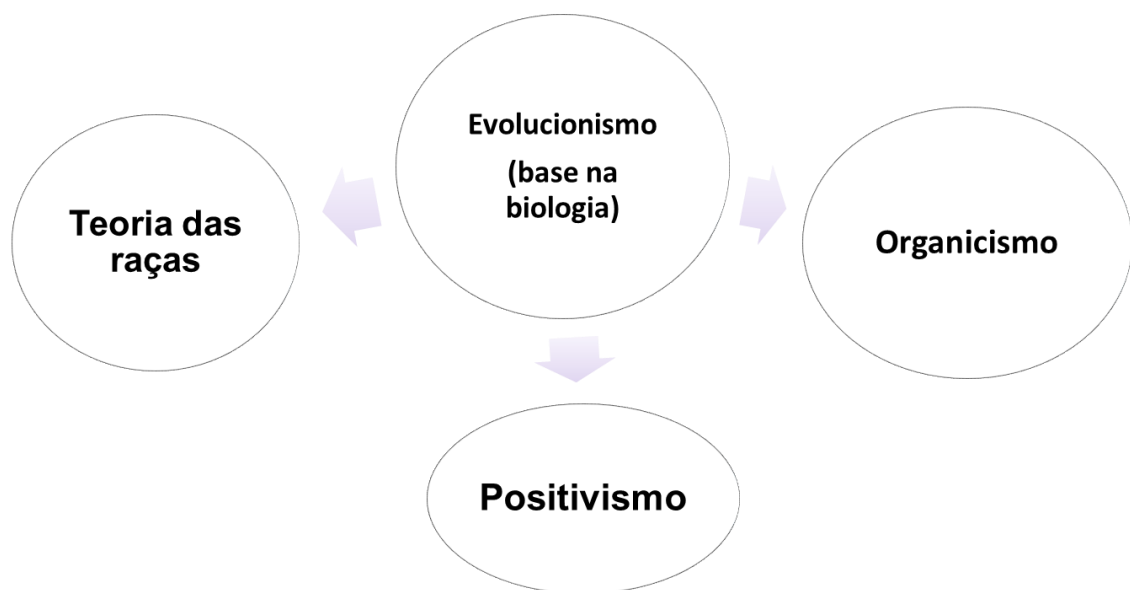 Evolucionismo
(base na
biologia)
Teoria das
raças
Organicismo
Positivismo